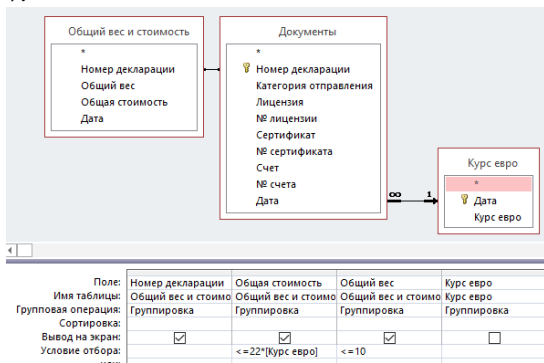 Общий вес и стоимость
*
Номер декларации
Общий вес
Общая стоимость
Дата
Документы
*
Номер декларации
Категория отправления
Лицензия
№ лицензии
Сертификат
№ сертификата
Счет
№ счета
Дата
∞ 1
Курс евро
*
Дата
Курс евро
Поле: Номер декларации Общая стоимость Общий вес Курс евро
Имя таблицы: Общий вес и стоимо Общий вес и стоимо Общий вес и стоимо Курс евро
Групповая операция: Группировка Группировка Группировка Группировка
Сортировка:
Вывод на экран:
Условие отбора: <=22*[Курс евро] <=10